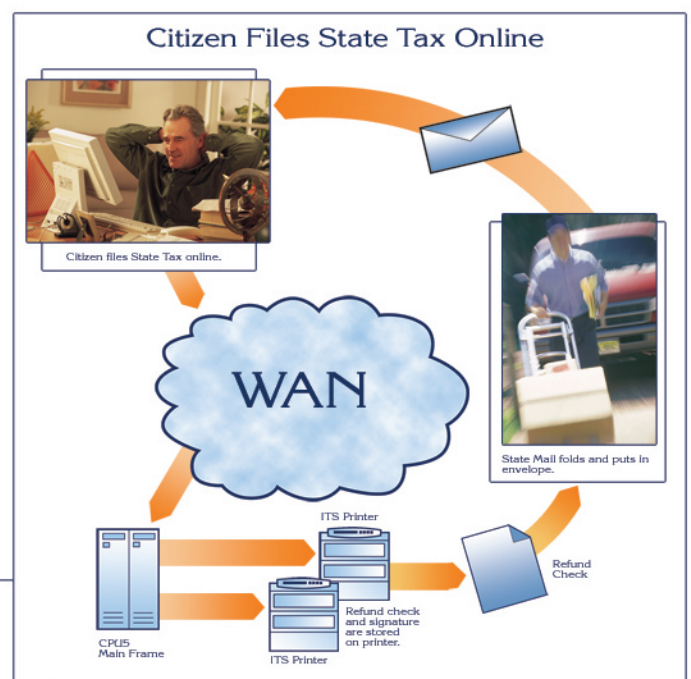 Citizen Files State Tax Online
Citizen files State Tax online.
WAN
State Mail folds and puts in
envelope.
ITS Printer
Refund
Check
Refund check
and signature
are stored
on printer.
CPU5
Main Frame
ITS Printer